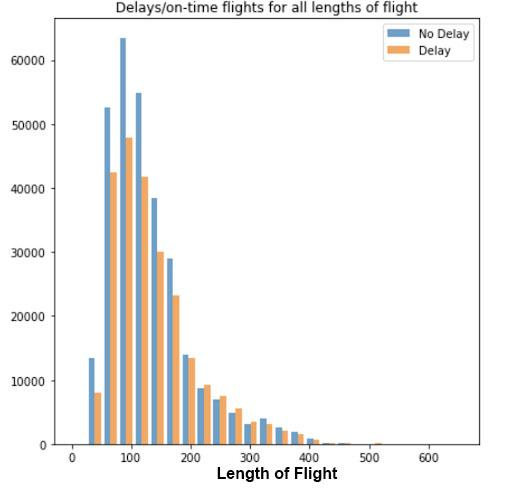 Delays/on-time flights for all lengths of flight
No Delay
Delay
60000
50000
40000
30000
20000
10000
0
0 100 200 300 400 500 600
Length of Flight